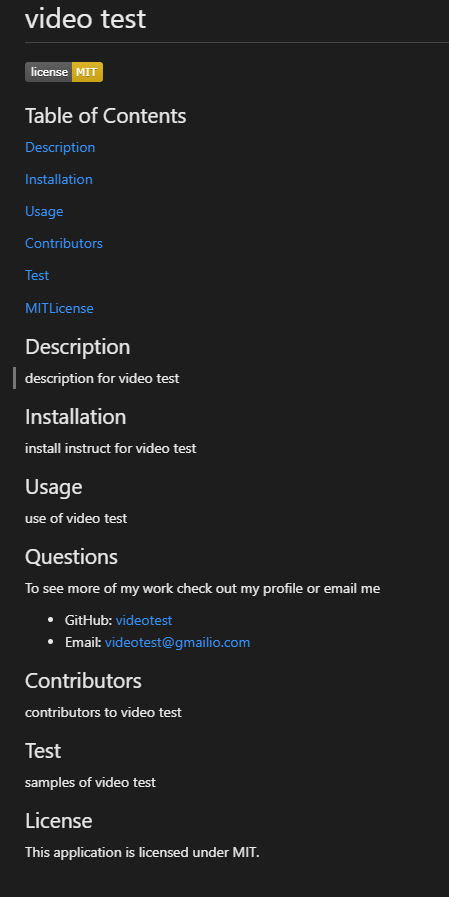 video test
license MIT
Table of Contents
Description
Installation
Usage
Contributors
Test
MITLicense
Description
description for video test
Installation
install instruct for video test
Usage
use of video test
Questions
To see more of my work check out my profile or email me
• GitHub: videotest
• Email: videotest@gmailio.com
Contributors
contributors to video test
Test
samples of video test
License
This application is licensed under MIT.